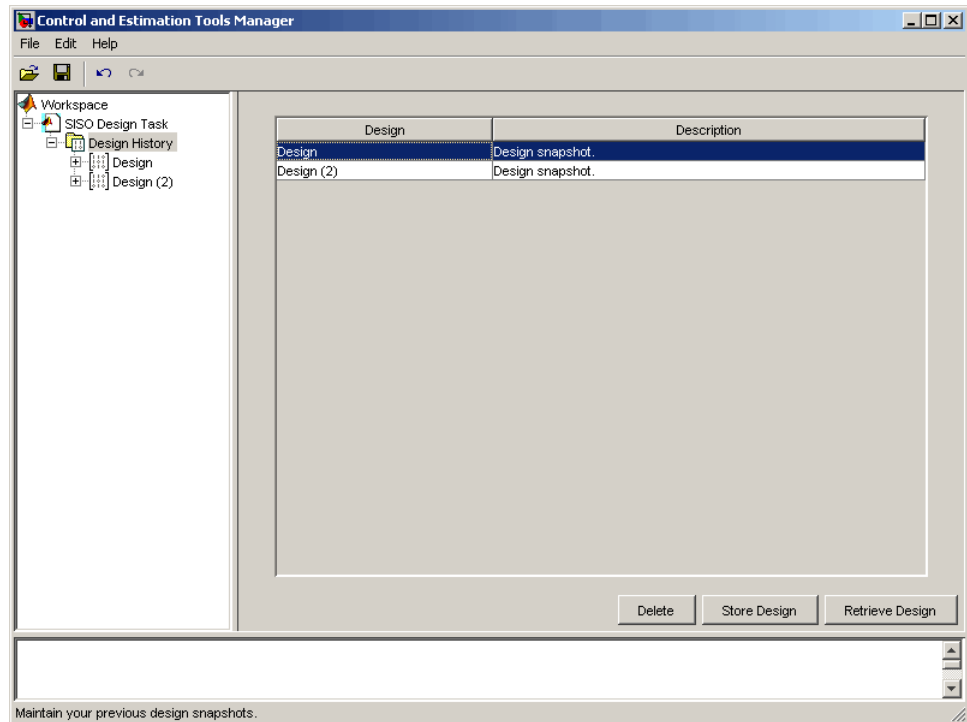 Control and Estimation Tools Manager
File Edit Help
Workspace
SISO Design Task
Design History
Design
Design (2)
Design Description
Design Design snapshot.
Design (2) Design snapshot.
Delete Store Design Retrieve Design
Maintain your previous design snapshots.